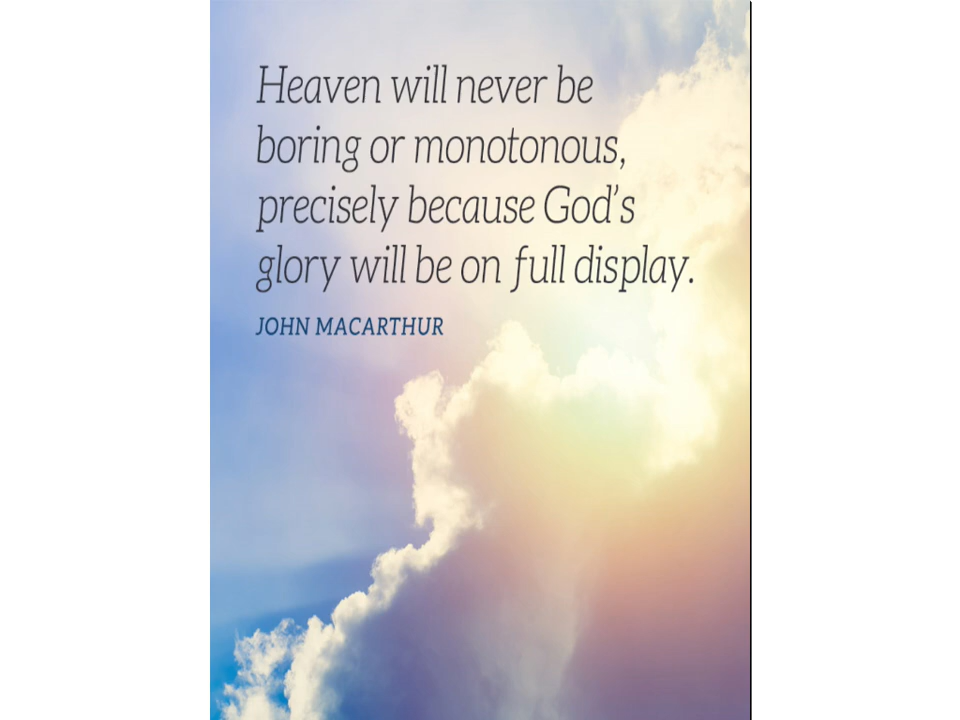 Heaven will never be
boring or monotonous,
precisely because God's
glory will be on full display.
JOHN MACARTHUR